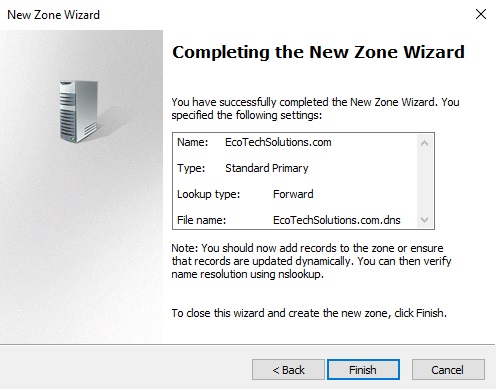 New Zone Wizard
Completing the New Zone Wizard
You have successfully completed the New Zone Wizard. You
specified the following settings:
Name: EcoTechSolutions.com
Type: Standard Primary
Lookup type: Forward
File name: EcoTechSolutions.com.dns
Note: You should now add records to the zone or ensure
that records are updated dynamically. You can then verify
name resolution using nslookup.
To close this wizard and create the new zone, click Finish.
< Back
Finish
Cancel